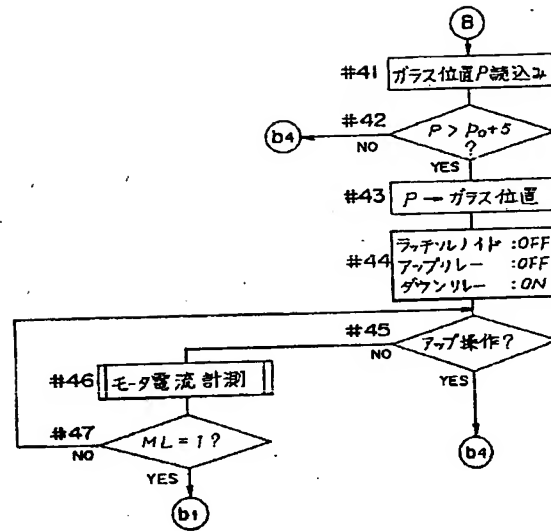 B
#41 ガラス位置P読込み
#42 P > Po+5 ?
b4 NO
YES
#43 P → ガラス位置
#44 ラッチソレノイド :OFF
アップリレー :OFF
ダウンリレー :ON
#45 アップ操作?
NO
YES
#46 モータ電流計測
b4
#47 ML = 1 ?
NO
YES
b1